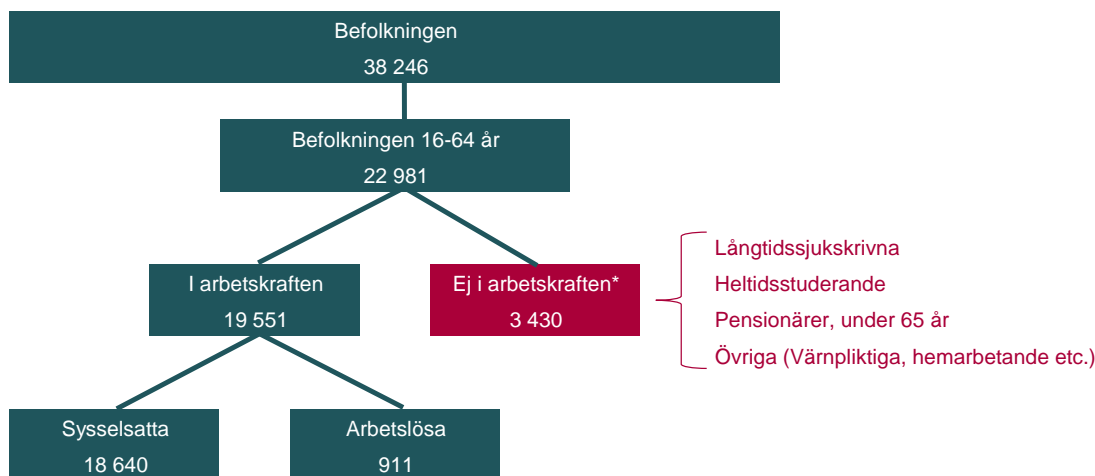 Befolkningen
38 246
Befolkningen 16-64 år
22 981
I arbetskraften
19 551
Ej i arbetskraften*
3 430
Långtidssjukskrivna
Heltidsstuderande
Pensionärer, under 65 år
Övriga (Värnpliktiga, hemarbetande etc.)
Sysselsatta
18 640
Arbetslösa
911